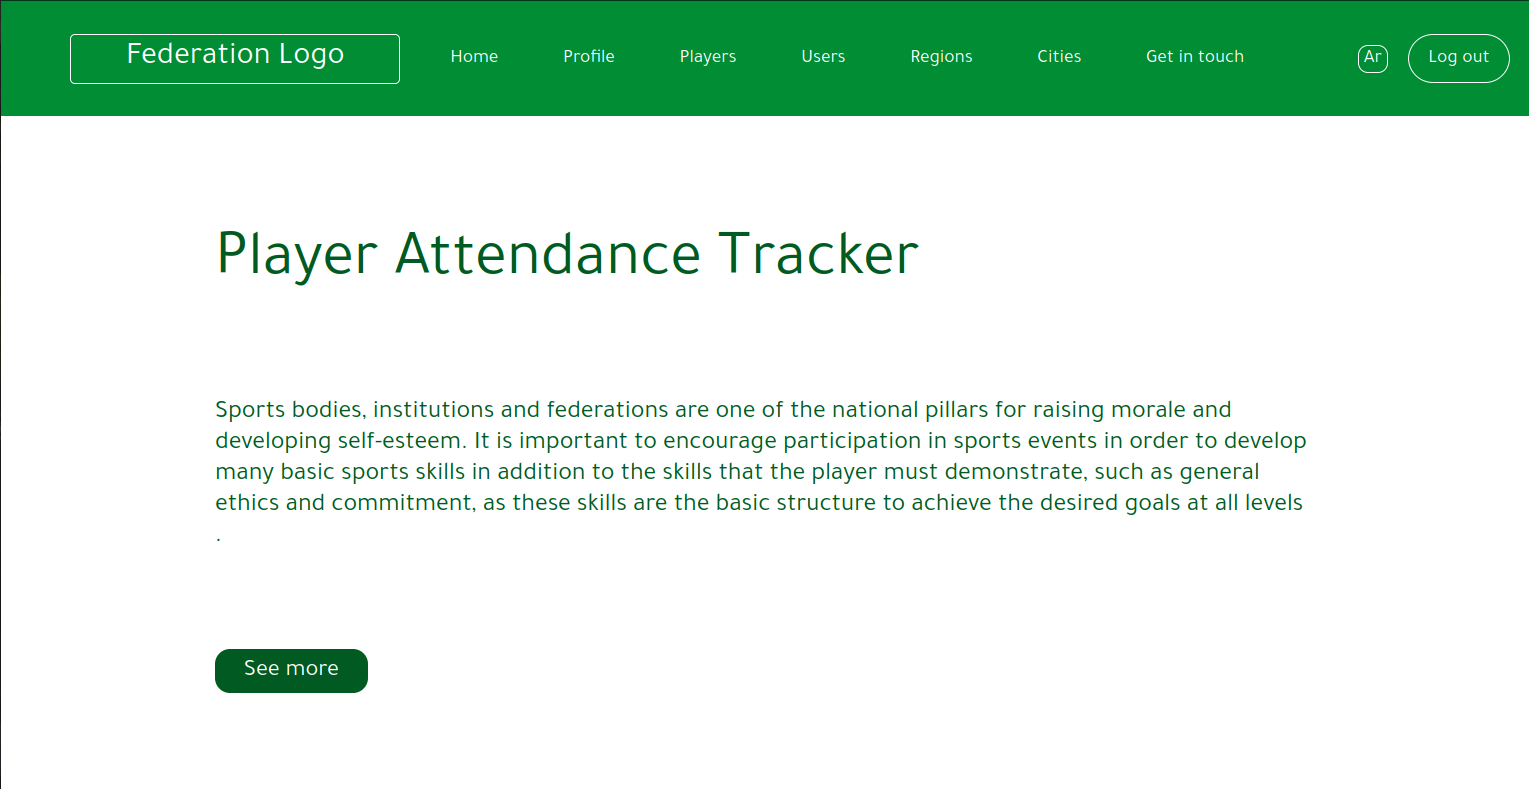 Federation Logo
Home Profile Players Users Regions Cities Get in touch Ar Log out
Player Attendance Tracker
Sports bodies, institutions and federations are one of the national pillars for raising morale and
developing self-esteem. It is important to encourage participation in sports events in order to develop
many basic sports skills in addition to the skills that the player must demonstrate, such as general
ethics and commitment, as these skills are the basic structure to achieve the desired goals at all levels
.
See more